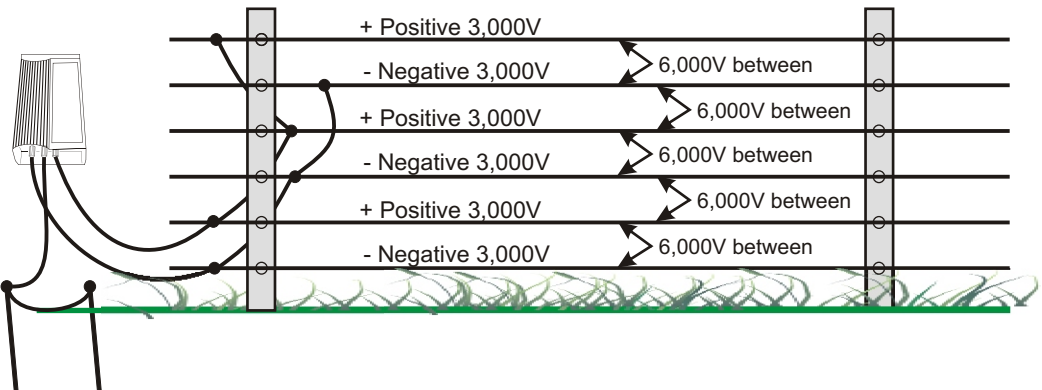 + Positive 3,000V
- Negative 3,000V
6,000V between
+ Positive 3,000V
6,000V between
- Negative 3,000V
6,000V between
+ Positive 3,000V
6,000V between
- Negative 3,000V
6,000V between